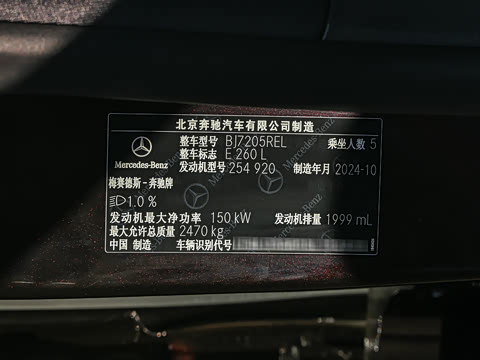 北京奔驰汽车有限公司制造
整车型号 BJ7205REL 乘坐人数 5
整车标志 E 260 L
发动机型号 254 920 制造年月 2024-10
Mercedes-Benz
梅赛德斯－奔驰牌
1.0 %
发动机最大净功率 150 kW 发动机排量 1999 mL
最大允许总质量 2470 kg
中国 制造 车辆识别代号